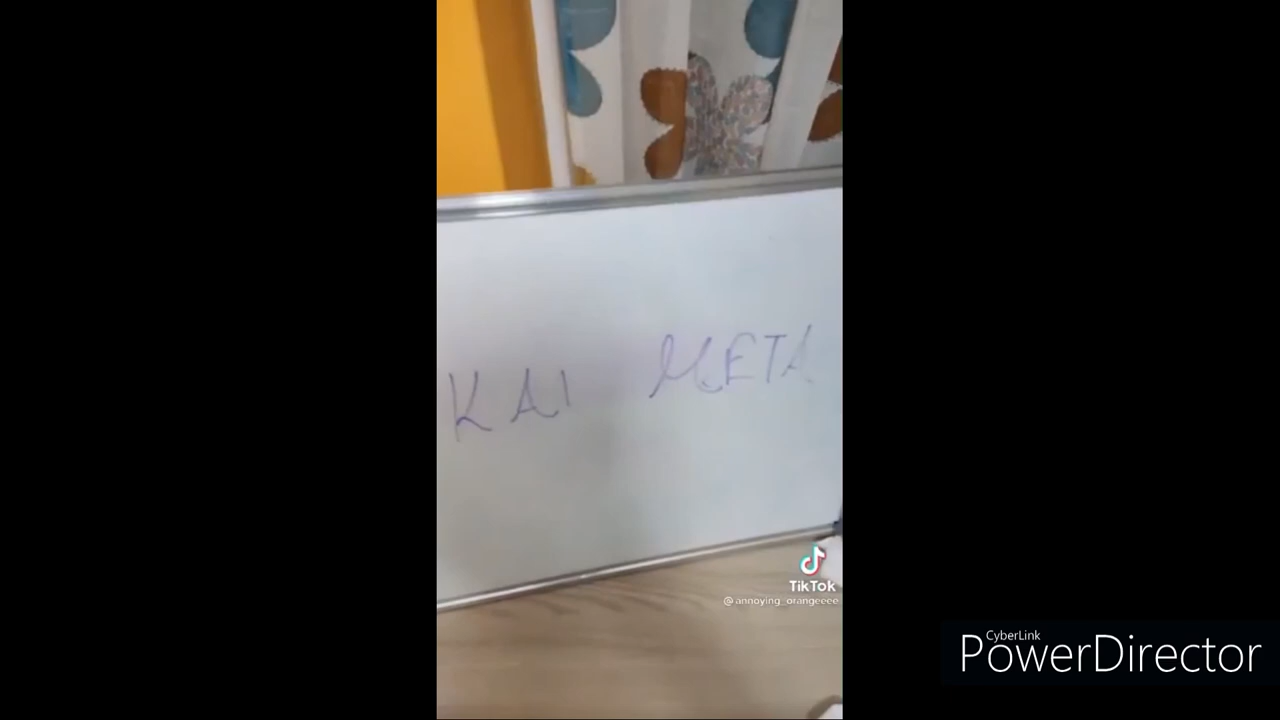 KAI META
TikTok
@annoying_orangeeee
CyberLink
PowerDirector